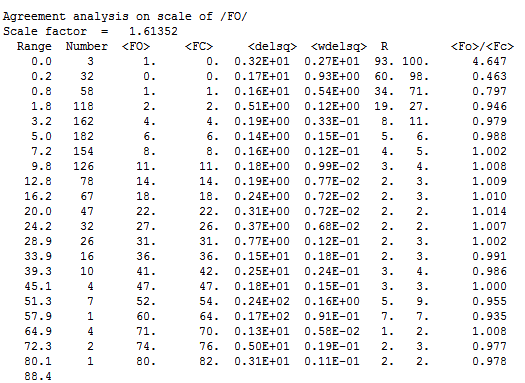 Agreement analysis on scale of /FO/
Scale factor = 1.61352
Range Number <FO> <FC> <delsq> <wdelsq> R <Fo>/<Fc>
0.0 3 1. 0. 0.32E+01 0.27E+01 93. 100. 4.647
0.2 32 0. 0. 0.17E+01 0.93E+00 60. 98. 0.463
0.8 58 1. 1. 0.16E+01 0.54E+00 34. 71. 0.797
1.8 118 2. 2. 0.51E+00 0.12E+00 19. 27. 0.946
3.2 162 4. 4. 0.19E+00 0.33E-01 8. 11. 0.979
5.0 182 6. 6. 0.14E+00 0.15E-01 5. 6. 0.988
7.2 154 8. 8. 0.16E+00 0.12E-01 4. 5. 1.002
9.8 126 11. 11. 0.18E+00 0.99E-02 3. 4. 1.008
12.8 78 14. 14. 0.19E+00 0.77E-02 2. 3. 1.009
16.2 67 18. 18. 0.24E+00 0.72E-02 2. 3. 1.010
20.0 47 22. 22. 0.31E+00 0.72E-02 2. 2. 1.014
24.2 32 27. 26. 0.37E+00 0.68E-02 2. 2. 1.007
28.9 26 31. 31. 0.77E+00 0.12E-01 2. 3. 1.002
33.9 16 36. 36. 0.15E+01 0.18E-01 2. 3. 0.991
39.3 10 41. 42. 0.25E+01 0.24E-01 3. 4. 0.986
45.1 4 47. 47. 0.18E+01 0.15E-01 3. 3. 1.000
51.3 7 52. 54. 0.24E+02 0.16E+00 5. 9. 0.955
57.9 1 60. 64. 0.17E+02 0.91E-01 7. 7. 0.935
64.9 4 71. 70. 0.13E+01 0.58E-02 1. 2. 1.008
72.3 2 74. 76. 0.50E+01 0.19E-01 2. 3. 0.977
80.1 1 80. 82. 0.31E+01 0.11E-01 2. 2. 0.978
88.4